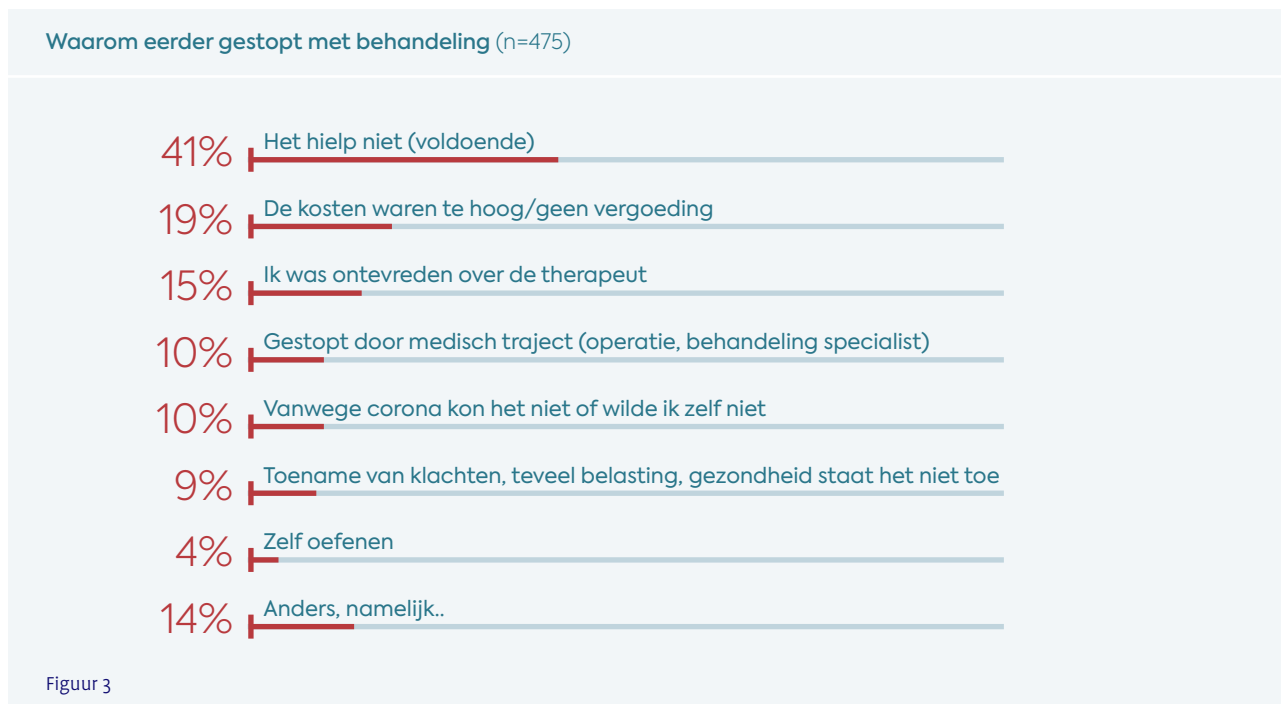 Waarom eerder gestopt met behandeling (n=475)
41% Het hielp niet (voldoende)
19% De kosten waren te hoog/geen vergoeding
15% Ik was ontevreden over de therapeut
10% Gestopt door medisch traject (operatie, behandeling specialist)
10% Vanwege corona kon het niet of wilde ik zelf niet
9% Toename van klachten, teveel belasting, gezondheid staat het niet toe
4% Zelf oefenen
14% Anders, namelijk..
Figuur 3